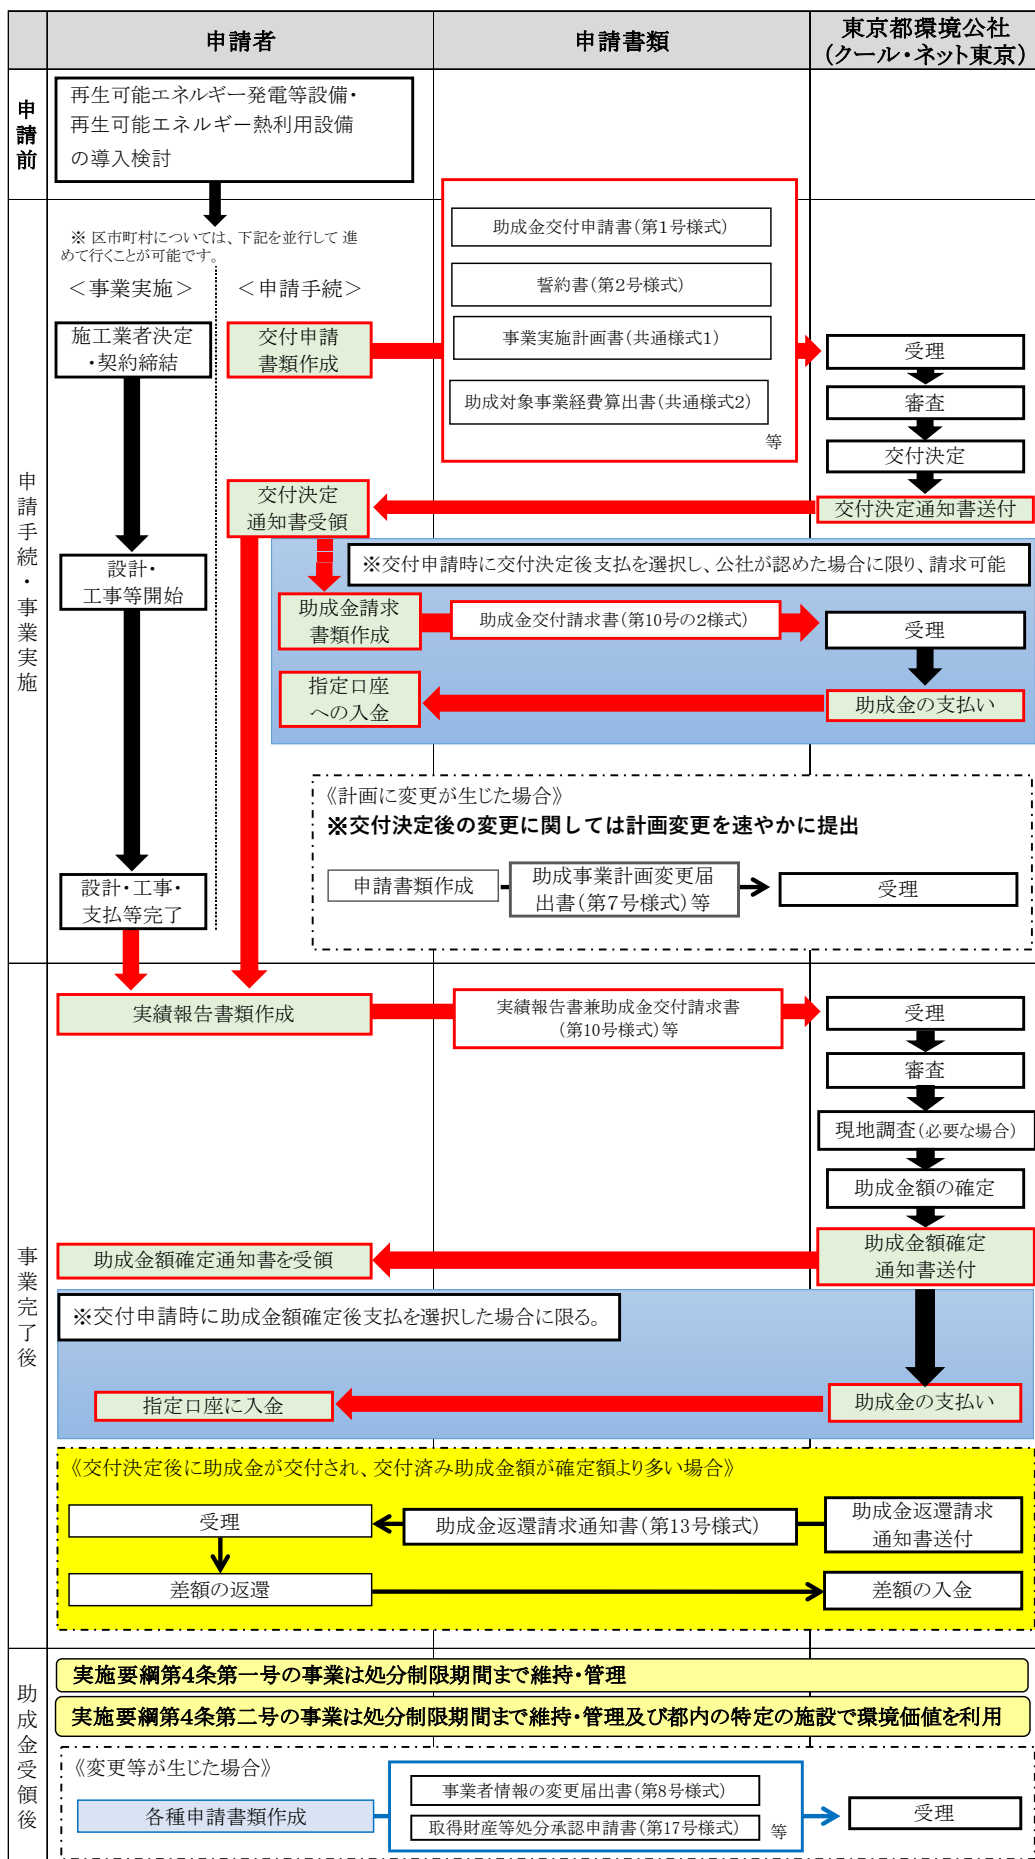 申請者
申請書類
東京都環境公社
(クール・ネット東京)
申請前
再生可能エネルギー発電等設備・
再生可能エネルギー熱利用設備
の導入検討
申請手続・事業実施
※ 区市町村については、下記を並行して 進
めて行くことが可能です。
＜事業実施＞
＜申請手続＞
施工業者決定
・契約締結
交付申請
書類作成
助成金交付申請書(第1号様式)
誓約書(第2号様式)
事業実施計画書(共通様式1)
助成対象事業経費算出書(共通様式2)
等
受理
審査
交付決定
交付決定通知書送付
交付決定
通知書受領
設計・
工事等開始
※交付申請時に交付決定後支払を選択し、公社が認めた場合に限り、請求可能
助成金請求
書類作成
助成金交付請求書(第10号の2様式)
受理
指定口座
への入金
助成金の支払い
《計画に変更が生じた場合》
※交付決定後の変更に関しては計画変更を速やかに提出
申請書類作成
助成事業計画変更届
出書(第7号様式)等
受理
設計・工事・
支払等完了
事業完了後
実績報告書類作成
実績報告書兼助成金交付請求書
(第10号様式)等
受理
審査
現地調査(必要な場合)
助成金額の確定
助成金額確定
通知書送付
助成金額確定通知書を受領
※交付申請時に助成金額確定後支払を選択した場合に限る。
指定口座に入金
助成金の支払い
《交付決定後に助成金が交付され、交付済み助成金額が確定額より多い場合》
受理
助成金返還請求通知書(第13号様式)
助成金返還請求
通知書送付
差額の返還
差額の入金
助成金受領後
実施要綱第4条第一号の事業は処分制限期間まで維持・管理
実施要綱第4条第二号の事業は処分制限期間まで維持・管理及び都内の特定の施設で環境価値を利用
《変更等が生じた場合》
各種申請書類作成
事業者情報の変更届出書(第8号様式)
取得財産等処分承認申請書(第17号様式)
等
受理